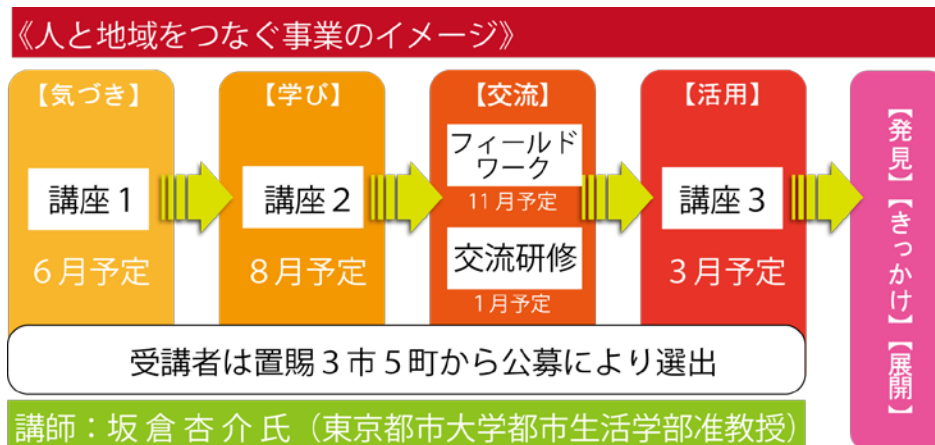 《人と地域をつなぐ事業のイメージ》
【気づき】
講座１
６月予定
【学び】
講座２
８月予定
【交流】
フィールド
ワーク
11月予定
交流研修
1月予定
【活用】
講座３
３月予定
【発見】【きっかけ】【展開】
受講者は置賜３市５町から公募により選出
講師：坂倉杏介氏（東京都市大学都市生活学部准教授）